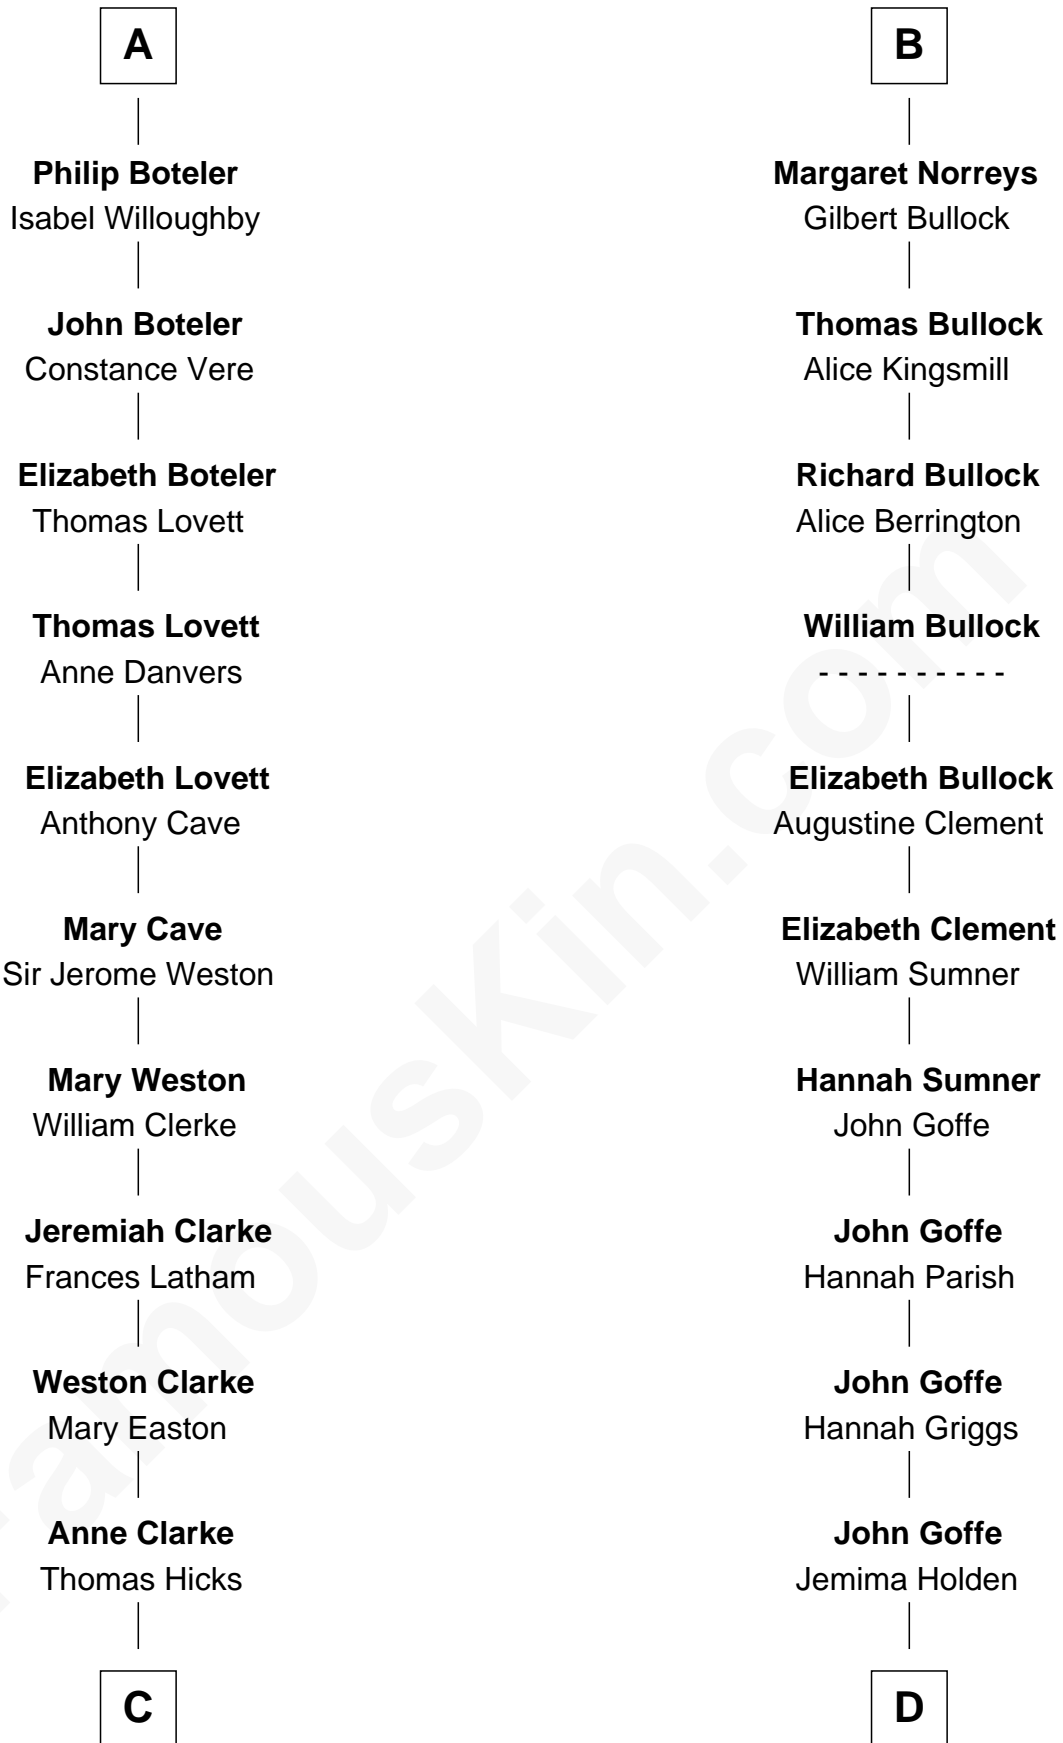 A
Philip Boteler
Isabel Willoughby
John Boteler
Constance Vere
Elizabeth Boteler
Thomas Lovett
Thomas Lovett
Anne Danvers
Elizabeth Lovett
Anthony Cave
Mary Cave
Sir Jerome Weston
Mary Weston
William Clerke
Jeremiah Clarke
Frances Latham
Weston Clarke
Mary Easton
Anne Clarke
Thomas Hicks
C
B
Margaret Norreys
Gilbert Bullock
Thomas Bullock
Alice Kingsmill
Richard Bullock
Alice Berrington
William Bullock
- - - - - - - - - -
Elizabeth Bullock
Augustine Clement
Elizabeth Clement
William Sumner
Hannah Sumner
John Goffe
John Goffe
Hannah Parish
John Goffe
Hannah Griggs
John Goffe
Jemima Holden
D
FamousKin.com